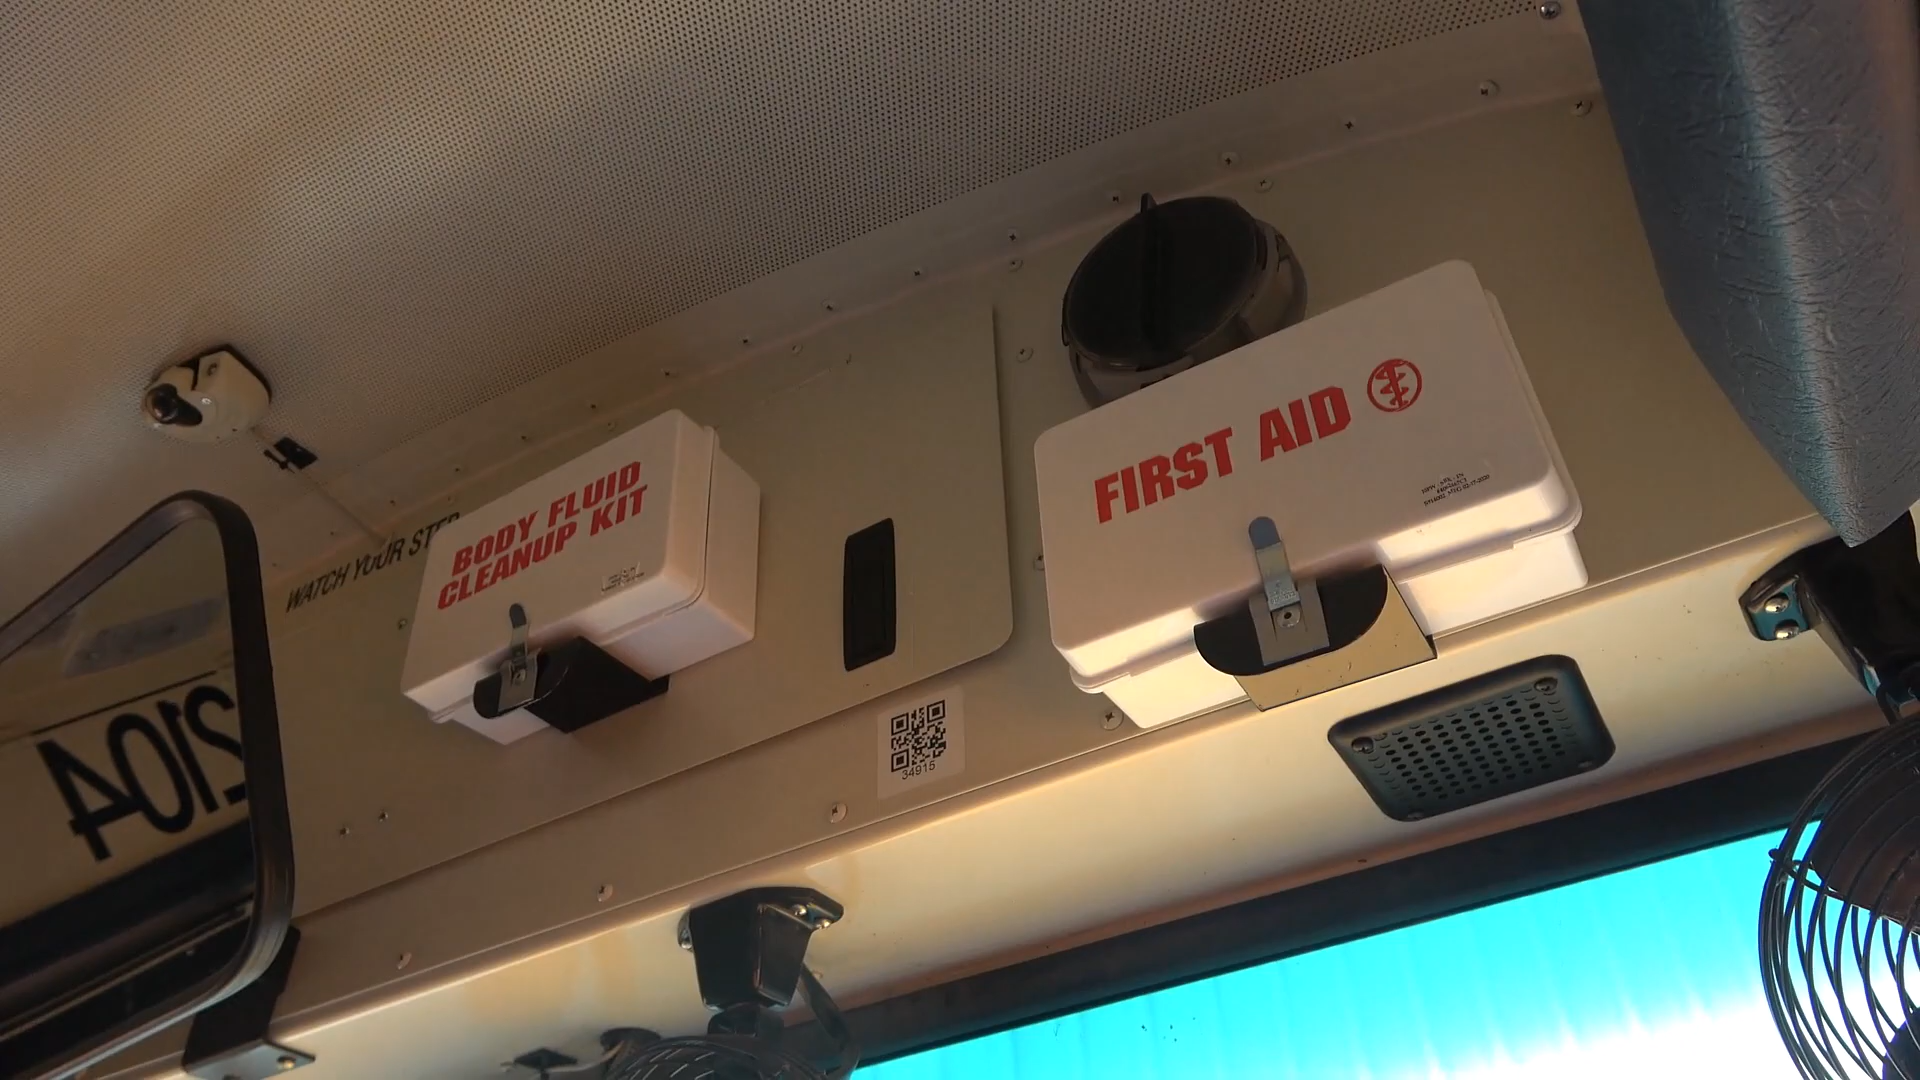 WATCH YOUR STEP
BODY FLUID
CLEANUP KIT
FIRST AID
34915
2104